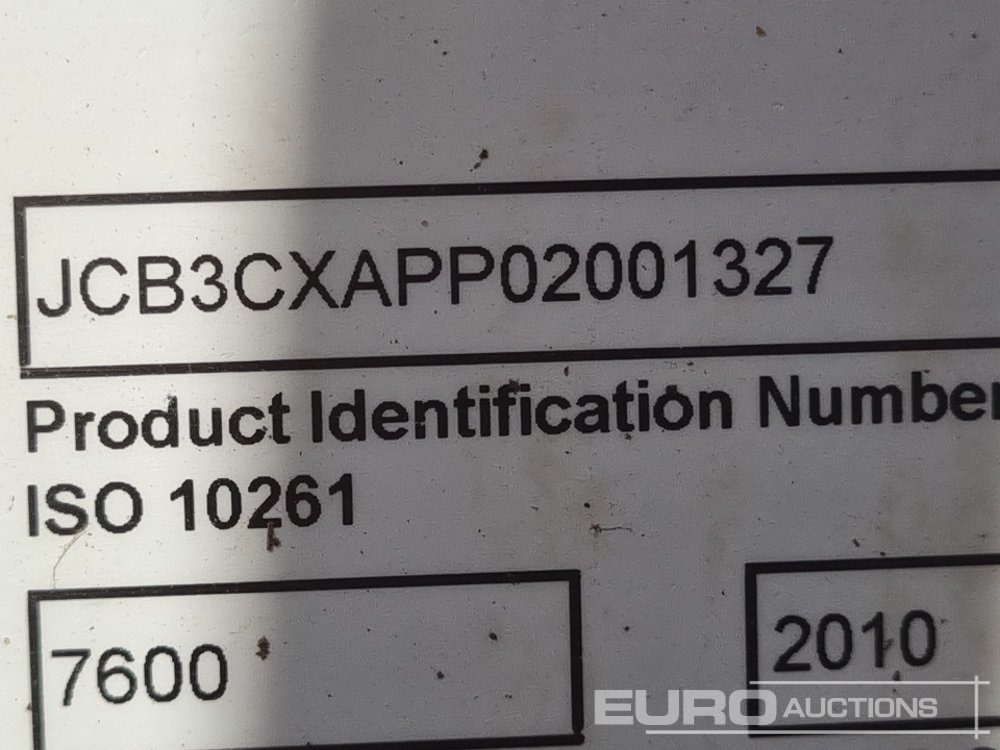 JCB3CXAPP02001327
Product Identification Number
ISO 10261
7600
2010
EURO AUCTIONS